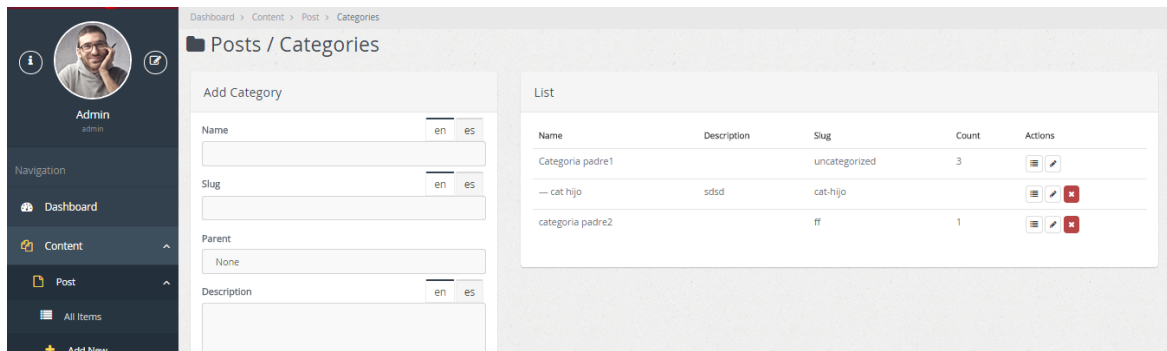 Dashboard > Content > Post > Categories
Posts / Categories
Admin
admin
Navigation
Dashboard
Content
Post
All Items
Add New
Add Category
Name en es
Slug en es
Parent
None
Description en es
List
Name Description Slug Count Actions
Categoria padre1 uncategorized 3
— cat hijo sdsd cat-hijo
categoria padre2 ff 1